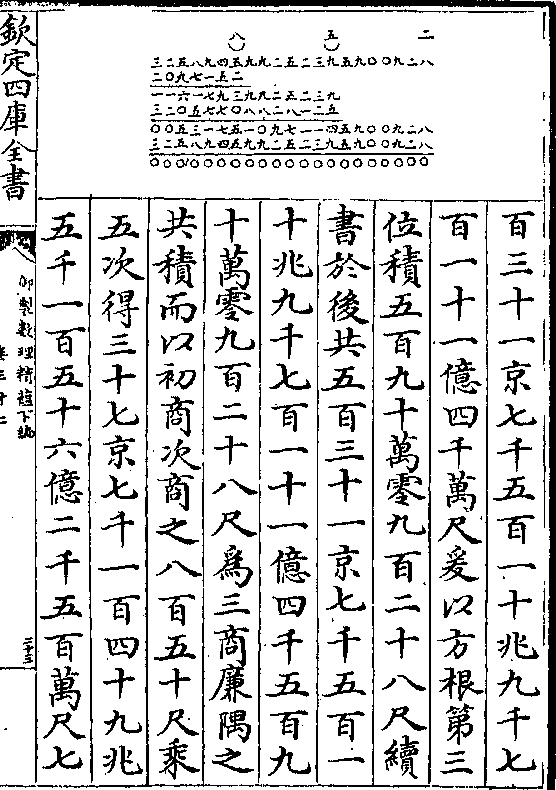 八　五　二
〇　〇
三二五八九四五九九二五二三九五九〇〇九二八
二〇九七一五二
一一六一七九三九九二五二三九
三二〇五七七〇八八二八一二五
〇〇五三一七五一〇九七一一四五九〇〇九二八
三二五八九四五九九二五二三九五九〇〇九二八
〇〇〇〇〇〇〇〇〇〇〇〇〇〇〇〇〇〇〇〇〇
百三十一京七千五百一十兆九千七
百一十一億四千萬尺爰以方根第三
位積五百九十萬零九百二十八尺續
書於後共五百三十一京七千五百一
十兆九千七百一十一億四千五百九
十萬零九百二十八尺爲三商廉隅之
共積而以初商次商之八百五十尺乘
五次得三十七京七千一百四十九兆
五千一百五十六億二千五百萬尺七
欽定四庫全書
御製數理精蘊下編
卷三十二